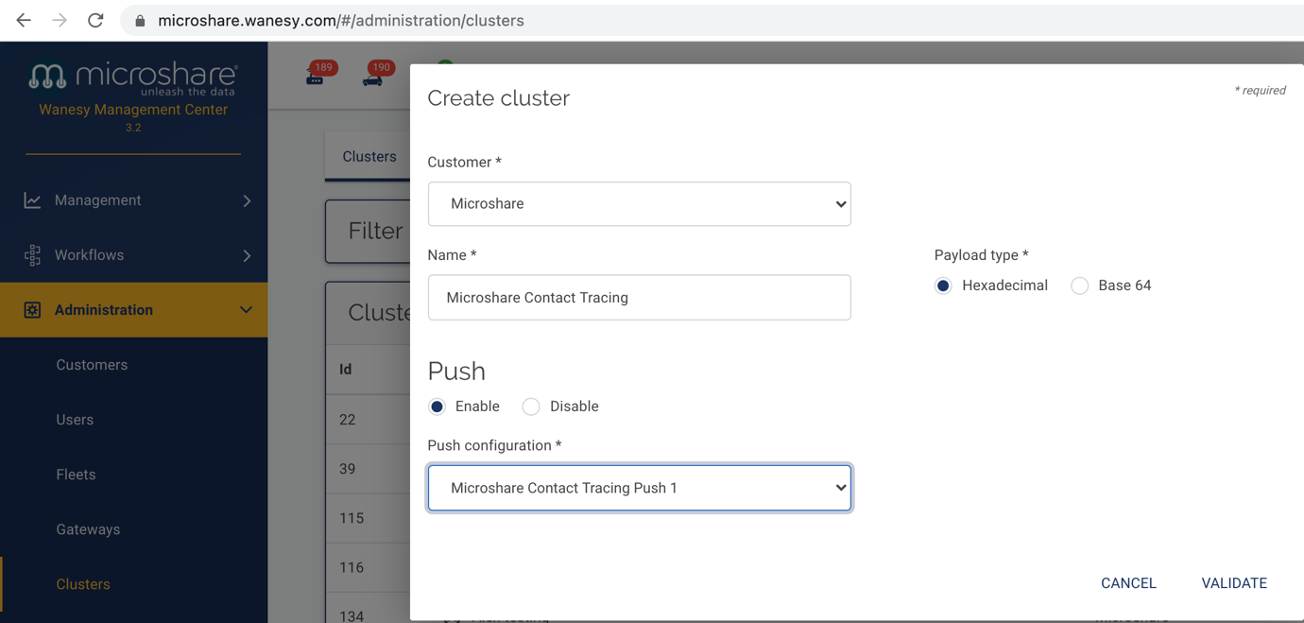 microshare.wanesy.com/#/administration/clusters
microshare®
unleash the data
Wanesy Management Center
3.2
Management
Workflows
Administration
Customers
Users
Fleets
Gateways
Clusters
189
190
Clusters
Filter
Cluste
Id
22
39
115
116
134
Create cluster
* required
Customer *
Microshare
Name *
Microshare Contact Tracing
Payload type *
Hexadecimal Base 64
Push
Enable Disable
Push configuration *
Microshare Contact Tracing Push 1
CANCEL VALIDATE